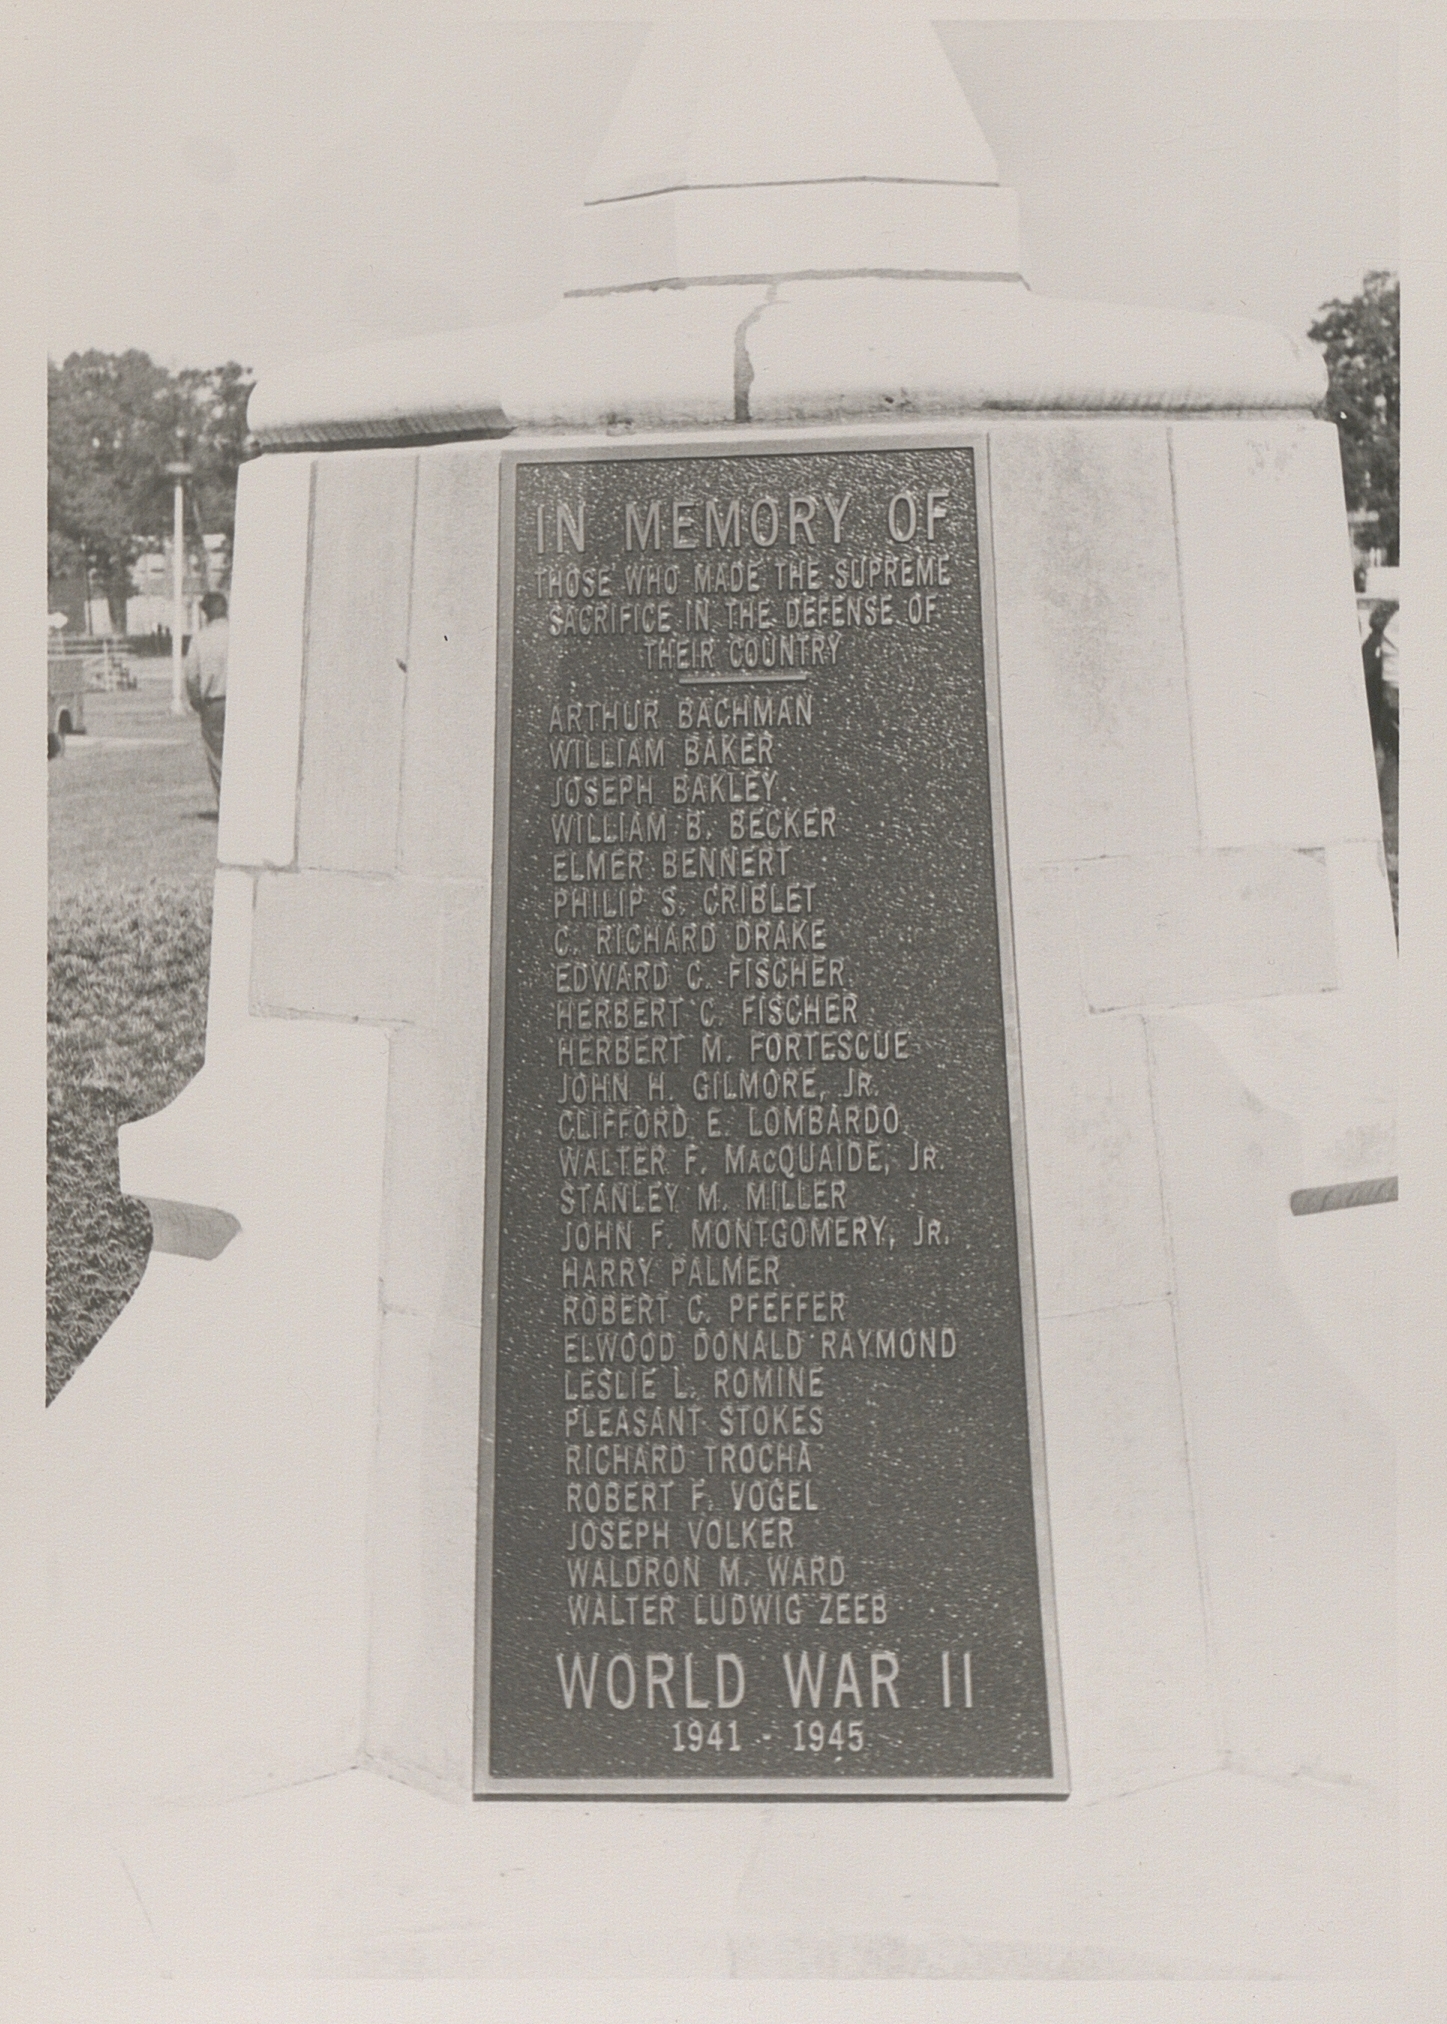 IN MEMORY OF
THOSE WHO MADE THE SUPREME
SACRIFICE IN THE DEFENSE OF
THEIR COUNTRY
ARTHUR BACHMAN
WILLIAM BAKER
JOSEPH BAKLEY
WILLIAM B. BECKER
ELMER BENNERT
PHILIP S. CRIBLET
C. RICHARD DRAKE
EDWARD C. FISCHER
HERBERT C. FISCHER
HERBERT M. FORTESCUE
JOHN H. GILMORE, JR.
CLIFFORD E. LOMBARDO
WALTER F. MACQUAIDE, JR.
STANLEY M. MILLER
JOHN F. MONTGOMERY, JR.
HARRY PALMER
ROBERT C. PFEFFER
ELWOOD DONALD RAYMOND
LESLIE L. ROMINE
PLEASANT STOKES
RICHARD TROCHA
ROBERT F. VOGEL
JOSEPH VOLKER
WALDRON M. WARD
WALTER LUDWIG ZEEB
WORLD WAR II
1941 - 1945